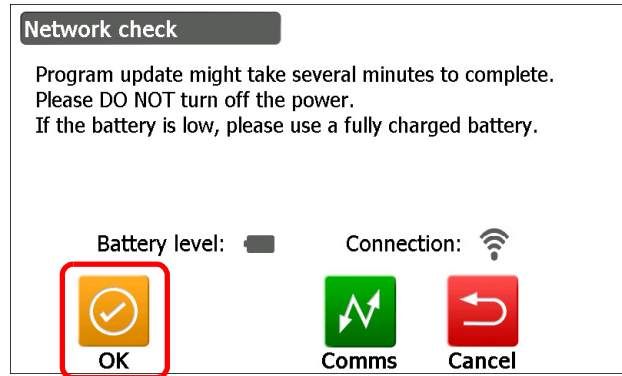 Network check
Program update might take several minutes to complete.
Please DO NOT turn off the power.
If the battery is low, please use a fully charged battery.
Battery level: Connection:
OK Comms Cancel